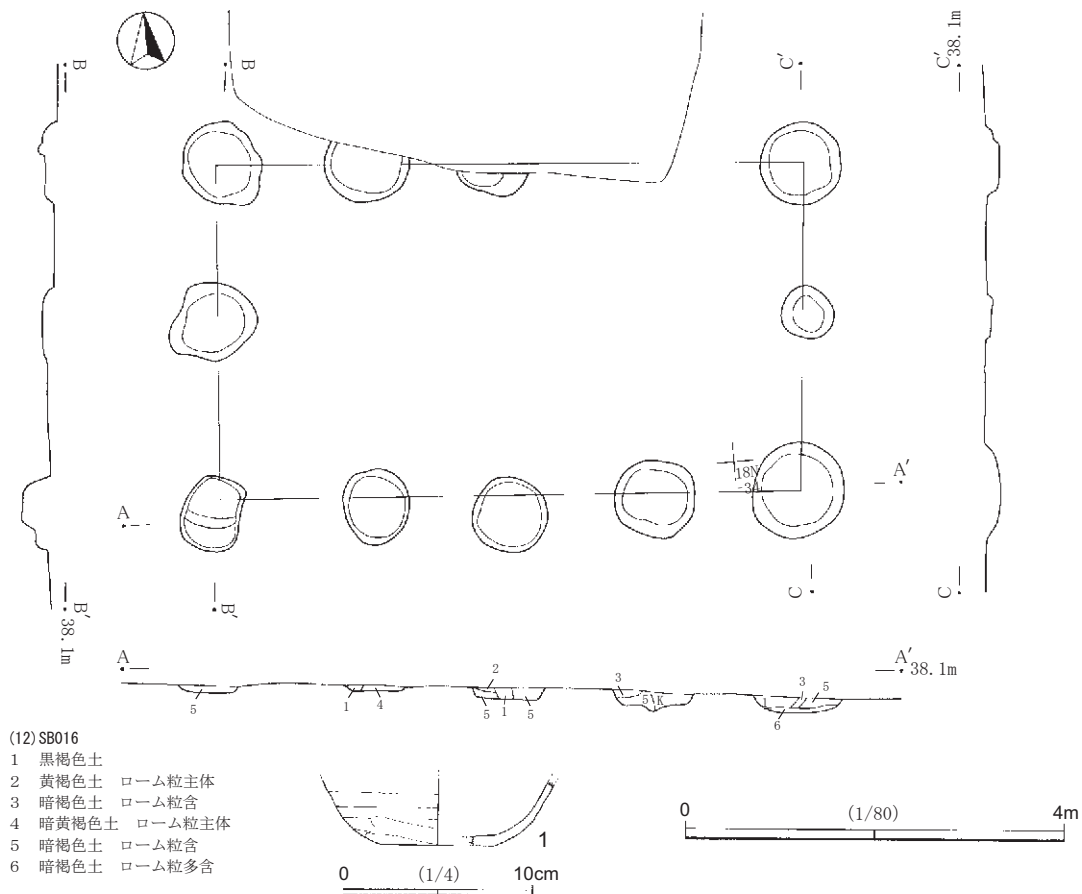 B
B
C'
C'
38.1m
18N
-3A
A'
A
B'
38.1m
B'
C
C
A
A'
38.1m
2
3
3
5
5
1
4
5
1
5
5
K
6
(12) SB016
1 黒褐色土
2 黄褐色土 ローム粒主体
3 暗褐色土 ローム粒含
4 暗黄褐色土 ローム粒主体
5 暗褐色土 ローム粒含
6 暗褐色土 ローム粒多含
1
0 (1/4) 10cm
0 (1/80) 4m